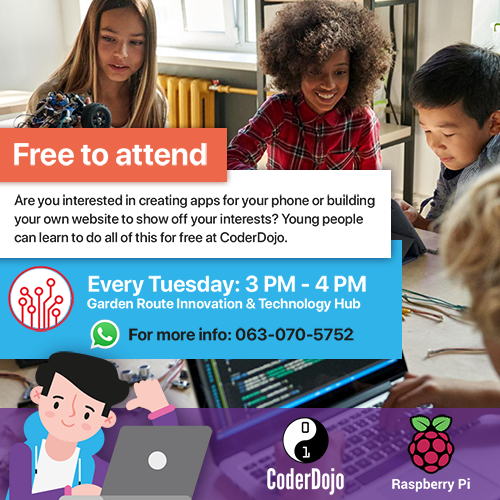 Free to attend
Are you interested in creating apps for your phone or building
your own website to show off your interests? Young people
can learn to do all of this for free at CoderDojo.
Every Tuesday: 3 PM - 4 PM
Garden Route Innovation & Technology Hub
For more info: 063-070-5752
0
1
CoderDojo
Raspberry Pi